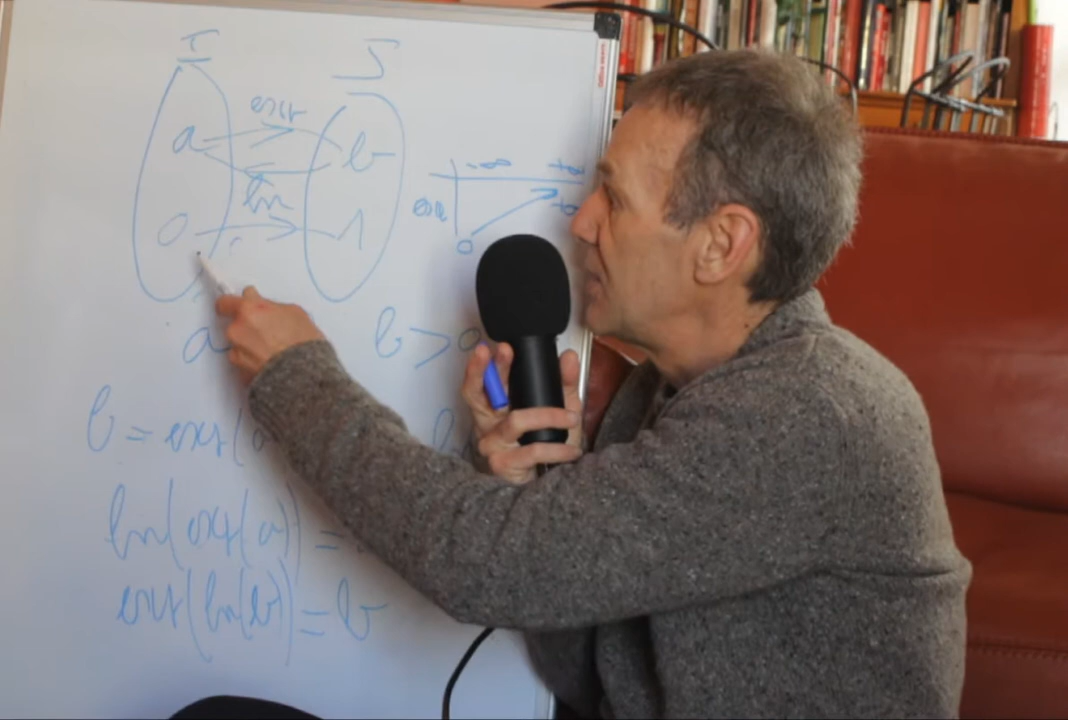 I J
exp
a b
ln
0 1
-∞ +∞
exp +∞
0
a b > 0
b = exp(a
ln(exp(a)) =
exp(ln(b)) = b